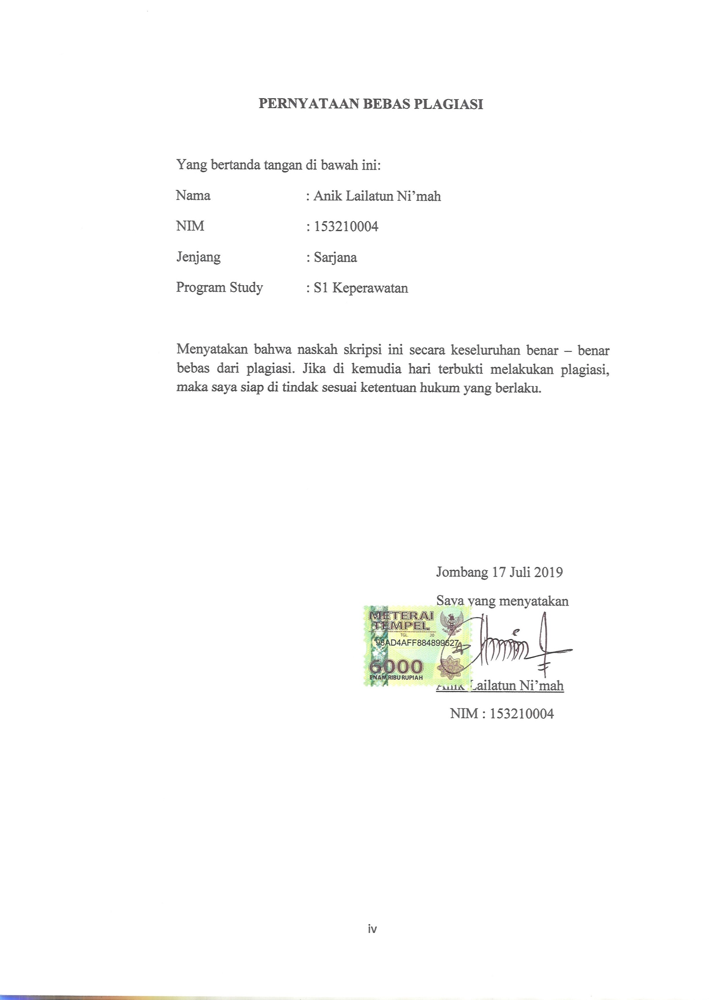 PERNYATAAN BEBAS PLAGIASI
Yang bertanda tangan di bawah ini:
Nama : Anik Lailatun Ni’mah
NIM : 153210004
Jenjang : Sarjana
Program Study : S1 Keperawatan
Menyatakan bahwa naskah skripsi ini secara keseluruhan benar – benar
bebas dari plagiasi. Jika di kemudia hari terbukti melakukan plagiasi,
maka saya siap di tindak sesuai ketentuan hukum yang berlaku.
Jombang 17 Juli 2019
Saya yang menyatakan
METERAI
TEMPEL
TGL. 20
98AD4AFF884899627
6000
ENAM RIBU RUPIAH
Anik Lailatun Ni’mah
NIM : 153210004
iv